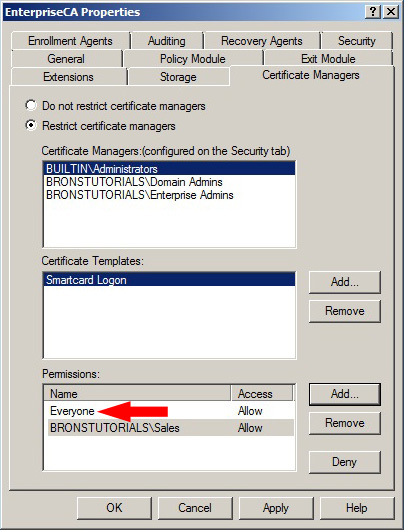 EnterpriseCA Properties
Enrollment Agents Auditing Recovery Agents Security
General Policy Module Exit Module
Extensions Storage Certificate Managers
Do not restrict certificate managers
Restrict certificate managers
Certificate Managers:(configured on the Security tab)
BUILTIN\Administrators
BRONSTUTORIALS\Domain Admins
BRONSTUTORIALS\Enterprise Admins
Certificate Templates:
Smartcard Logon
Add...
Remove
Permissions:
Name Access
Everyone Allow
BRONSTUTORIALS\Sales Allow
Add...
Remove
Deny
OK Cancel Apply Help